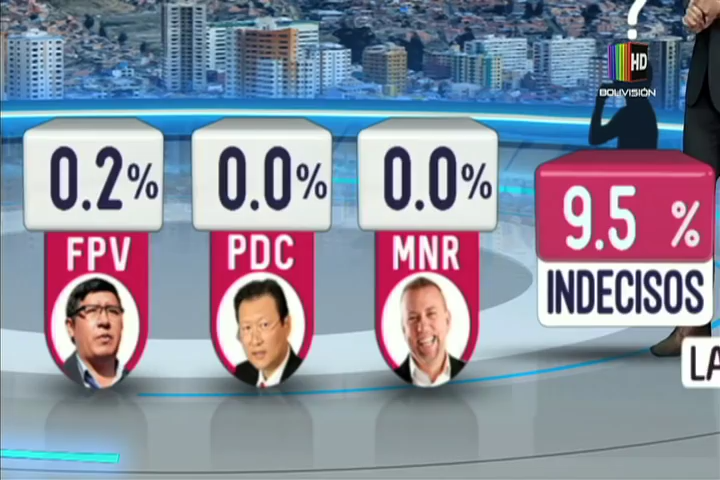 ?
HD
BOLIVISIÓN
0.2%
0.0%
0.0%
9.5 %
FPV
PDC
MNR
INDECISOS
LA